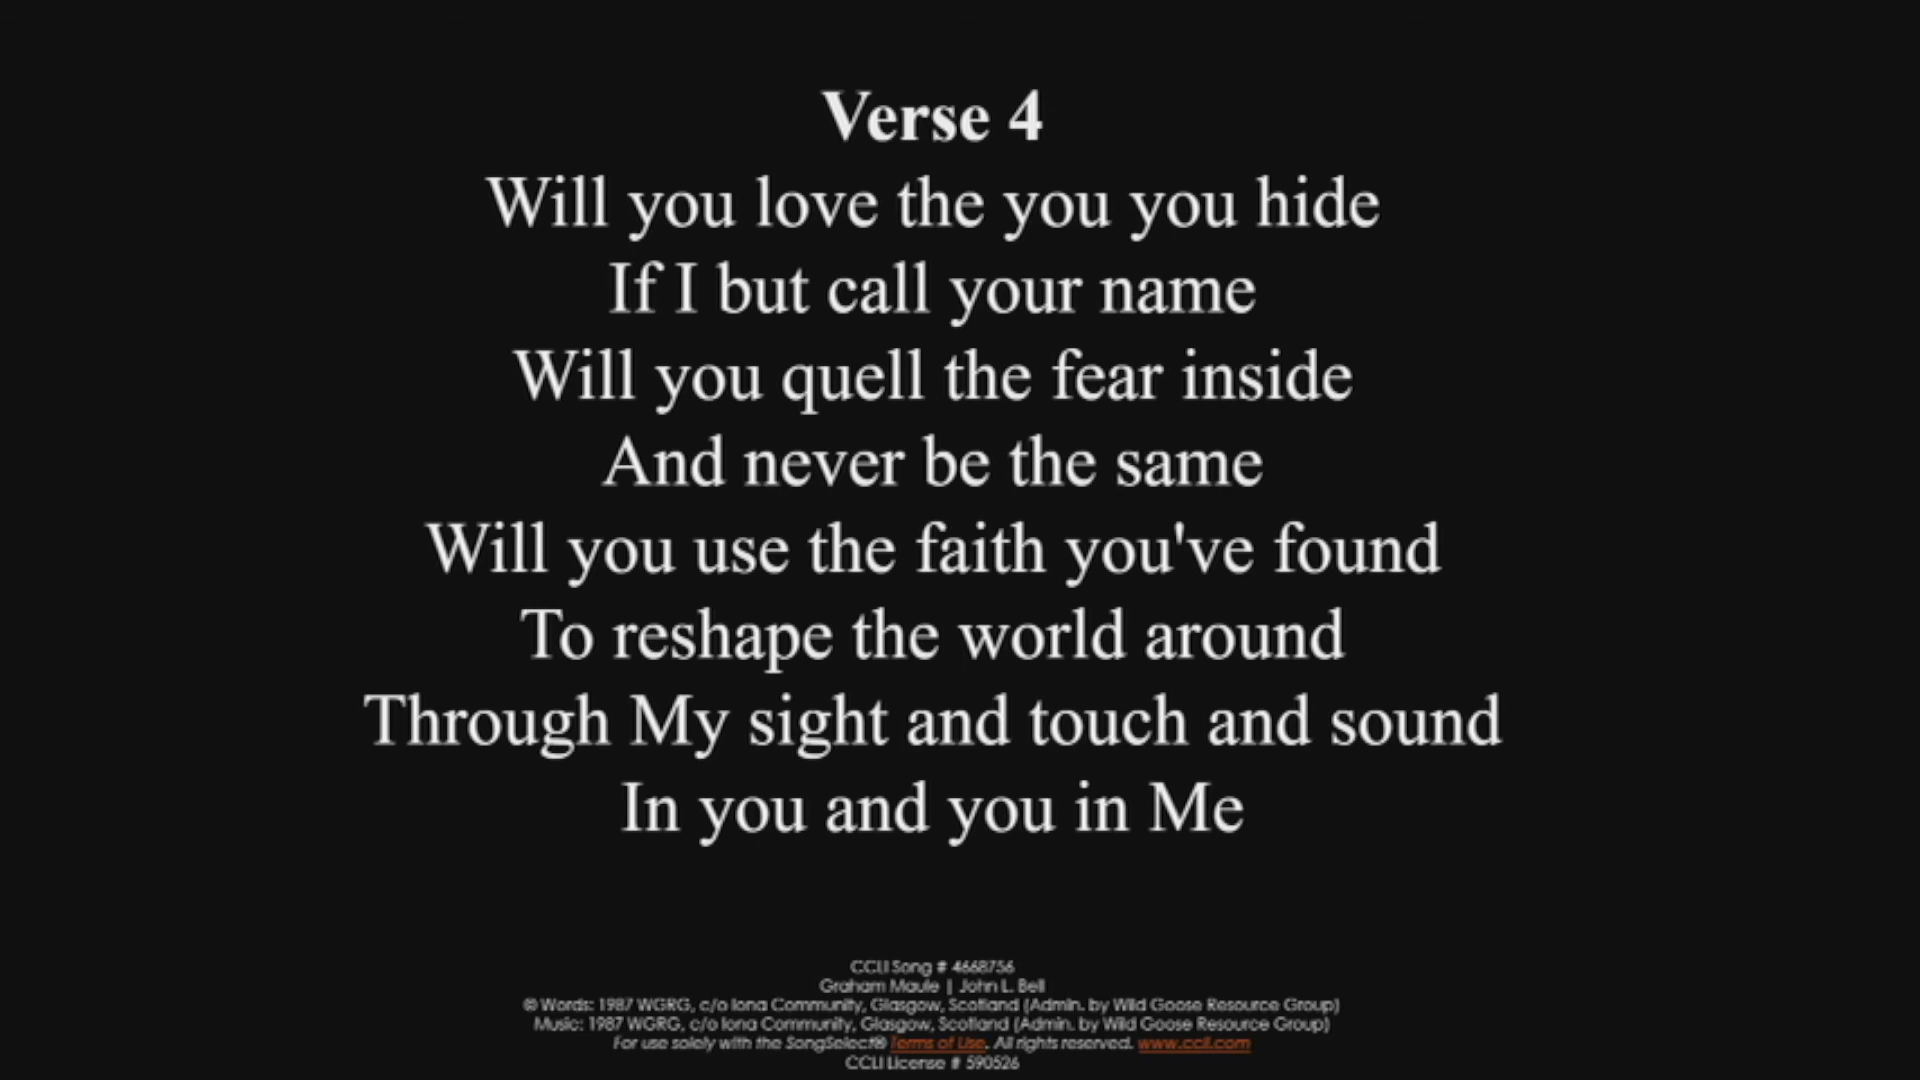 Verse 4
Will you love the you you hide
If I but call your name
Will you quell the fear inside
And never be the same
Will you use the faith you've found
To reshape the world around
Through My sight and touch and sound
In you and you in Me
CCLI Song # 4668756
Graham Maule | John L. Bell
© Words: 1987 WGRG, c/o Iona Community, Glasgow, Scotland (Admin. by Wild Goose Resource Group)
Music: 1987 WGRG, c/o Iona Community, Glasgow, Scotland (Admin. by Wild Goose Resource Group)
For use solely with the SongSelect® Terms of Use. All rights reserved. www.ccli.com
CCLI License # 590526